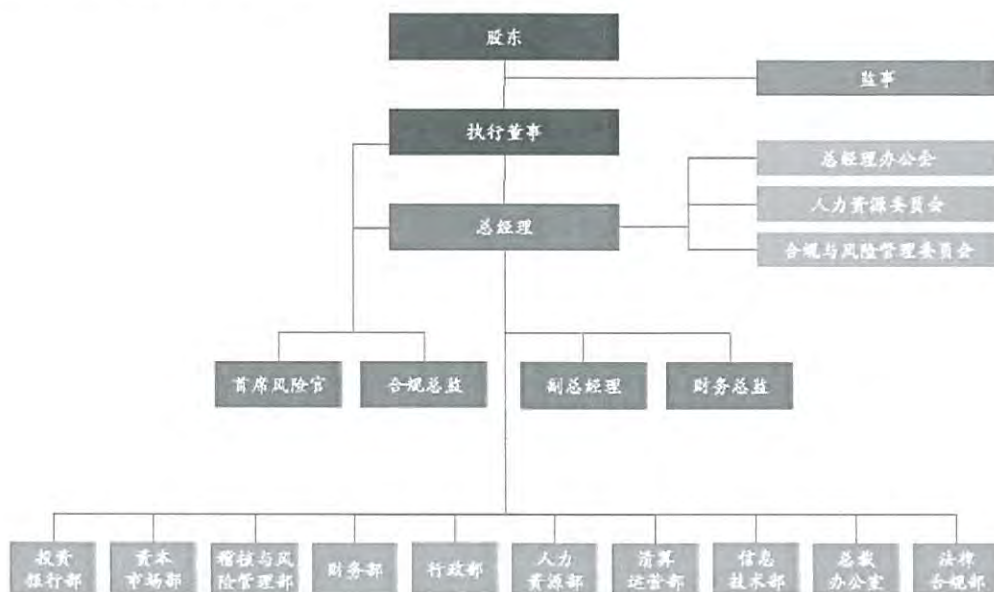 股东
监事
执行董事
总经理办公会
人力资源委员会
总经理
合规与风险管理委员会
首席风险官
合规总监
副总经理
财务总监
投资
银行部
资本
市场部
稽核与风
险管理部
财务部
行政部
人力
资源部
清算
运营部
信息
技术部
总裁
办公室
法律
合规部